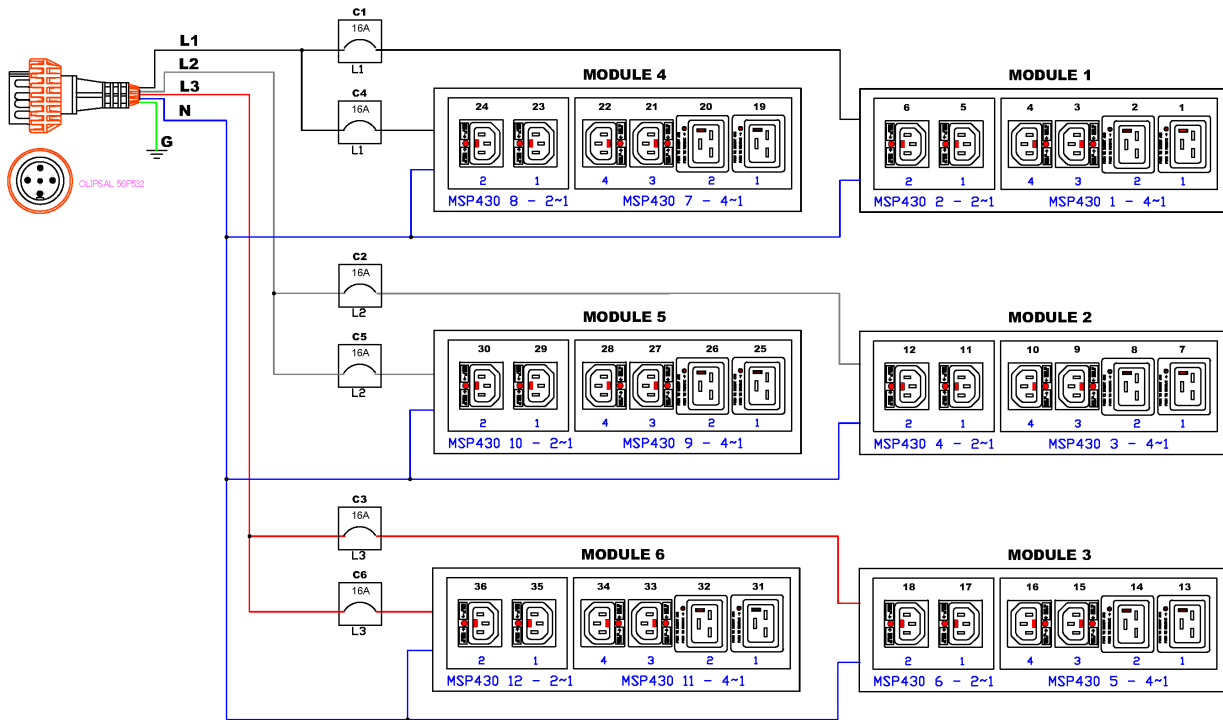 C1
16A
L1
L1
L2
L3
N
G
CLIPSAL 56P532
C4
16A
L1
MODULE 4
24 23 22 21 20 19
2 1 4 3 2 1
MSP430 8 - 2~1 MSP430 7 - 4~1
MODULE 1
6 5 4 3 2 1
2 1 4 3 2 1
MSP430 2 - 2~1 MSP430 1 - 4~1
C2
16A
L2
C5
16A
L2
MODULE 5
30 29 28 27 26 25
2 1 4 3 2 1
MSP430 10 - 2~1 MSP430 9 - 4~1
MODULE 2
12 11 10 9 8 7
2 1 4 3 2 1
MSP430 4 - 2~1 MSP430 3 - 4~1
C3
16A
L3
C6
16A
L3
MODULE 6
36 35 34 33 32 31
2 1 4 3 2 1
MSP430 12 - 2~1 MSP430 11 - 4~1
MODULE 3
18 17 16 15 14 13
2 1 4 3 2 1
MSP430 6 - 2~1 MSP430 5 - 4~1